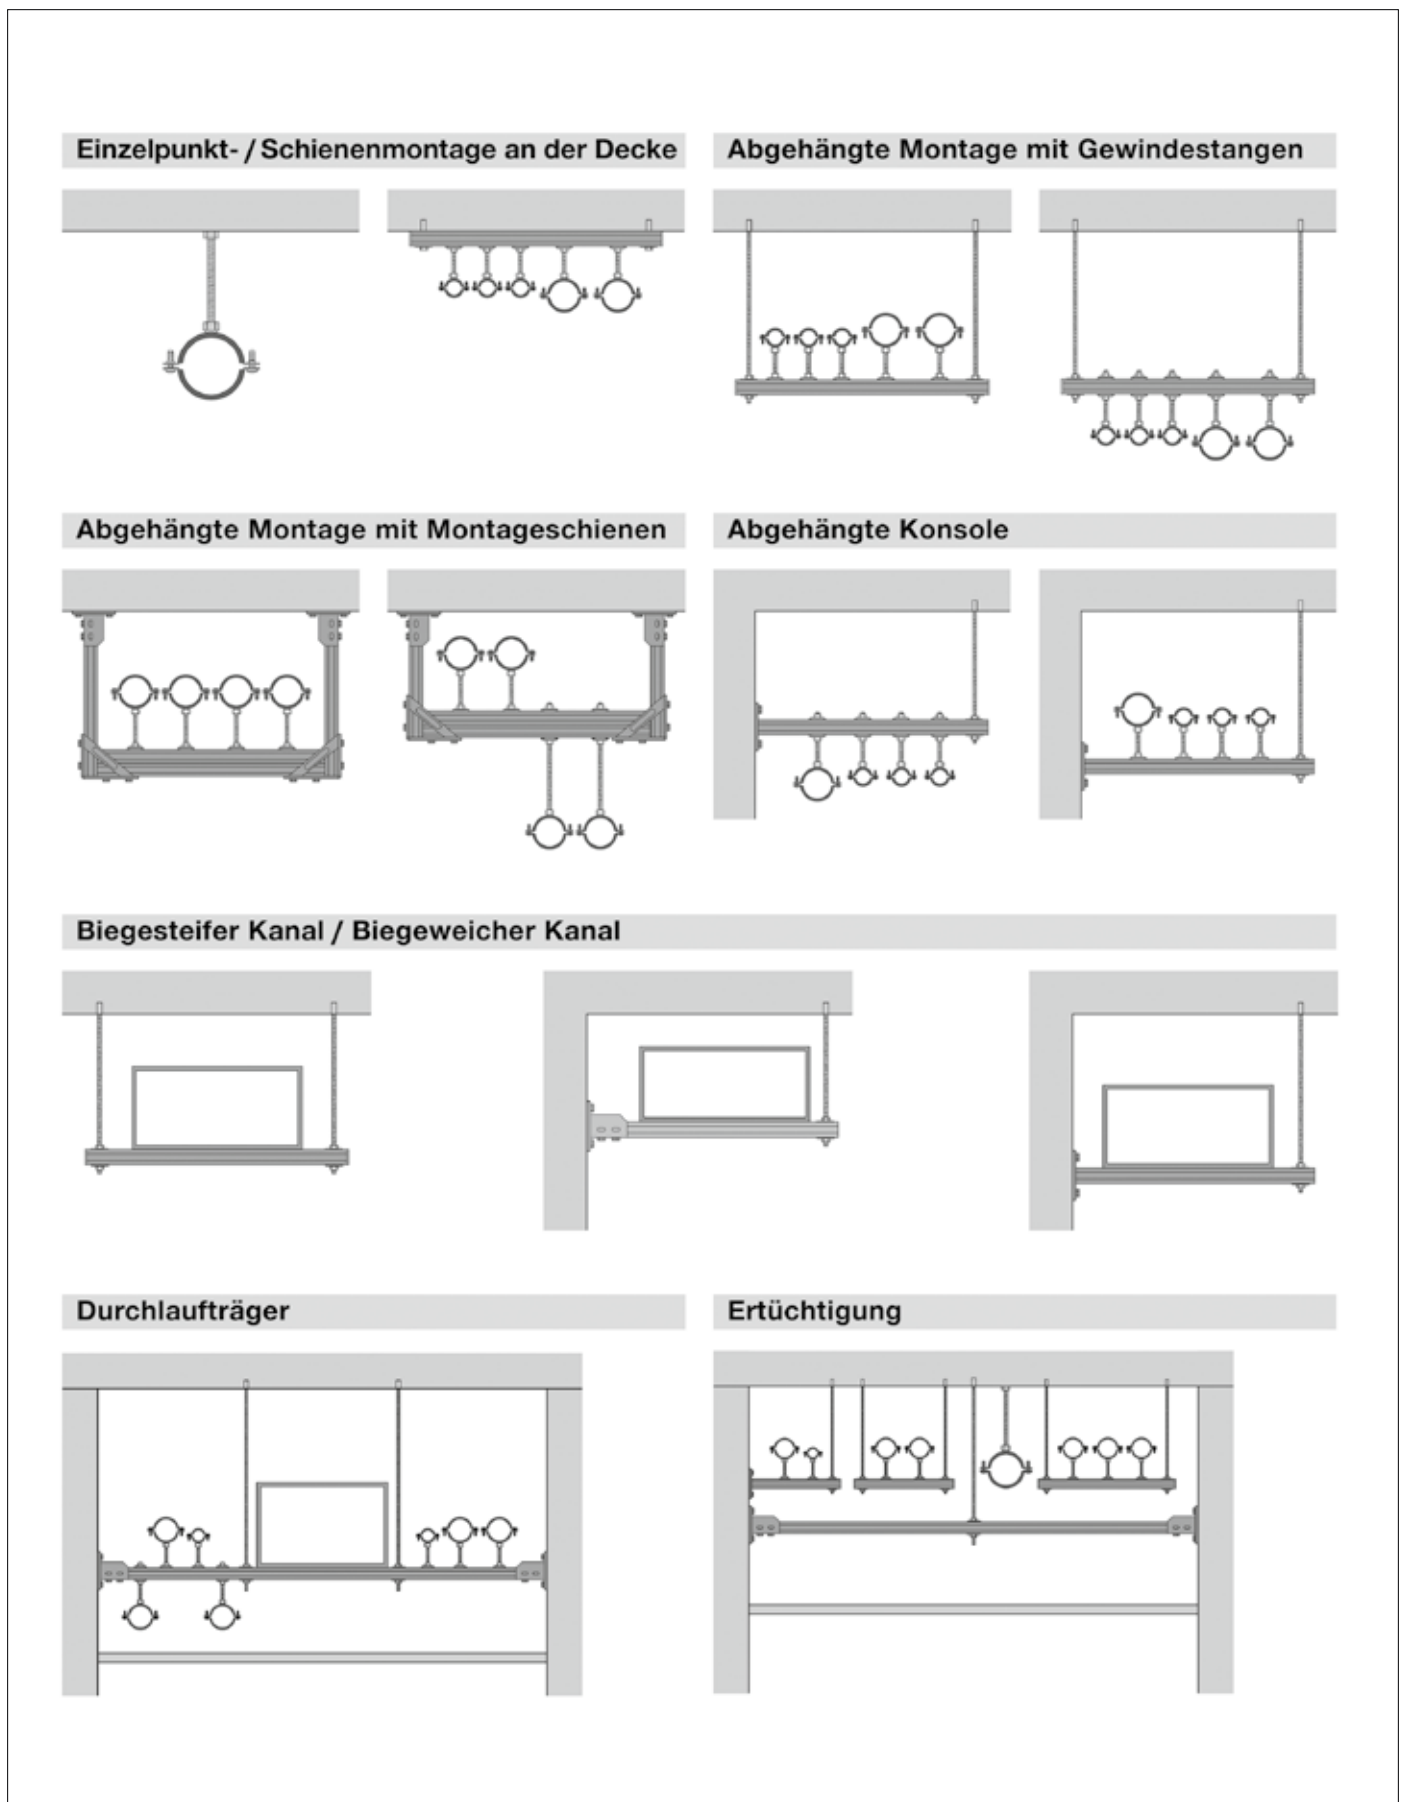 Einzelpunkt- / Schienenmontage an der Decke
Abgehängte Montage mit Gewindestangen
Abgehängte Montage mit Montageschienen
Abgehängte Konsole
Biegesteifer Kanal / Biegeweicher Kanal
Durchlaufträger
Ertüchtigung